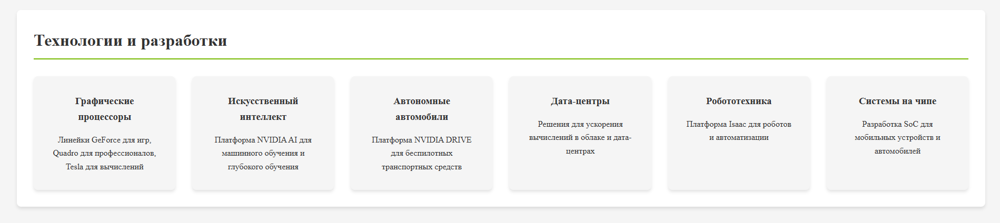 Технологии и разработки
Графические
процессоры
Линейки GeForce для игр,
Quadro для профессионалов,
Tesla для вычислений
Искусственный
интеллект
Платформа NVIDIA AI для
машинного обучения и
глубокого обучения
Автономные
автомобили
Платформа NVIDIA DRIVE
для беспилотных
транспортных средств
Дата-центры
Решения для ускорения
вычислений в облаке и дата-
центрах
Робототехника
Платформа Isaac для роботов
и автоматизации
Системы на чипе
Разработка SoC для
мобильных устройств и
автомобилей